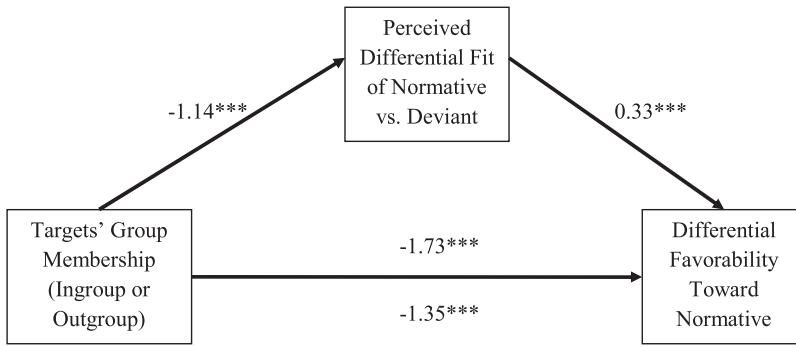 Perceived
Differential Fit
of Normative
vs. Deviant
-1.14***
0.33***
Targets’ Group
Membership
(Ingroup or
Outgroup)
-1.73***
-1.35***
Differential
Favorability
Toward
Normative